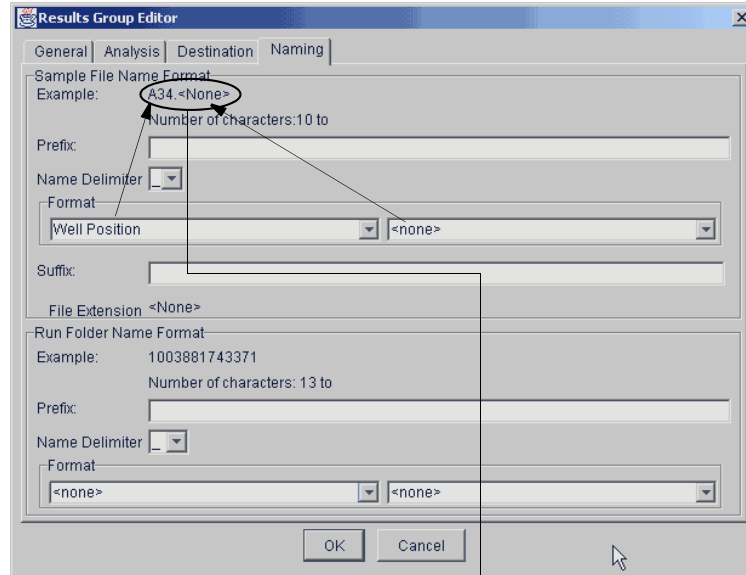 Results Group Editor
General Analysis Destination Naming
Sample File Name Format
Example: A34.<None>
Number of characters:10 to
Prefix:
Name Delimiter _
Format
Well Position <none>
Suffix:
File Extension <None>
Run Folder Name Format
Example: 1003881743371
Number of characters: 13 to
Prefix:
Name Delimiter _
Format
<none> <none>
OK Cancel